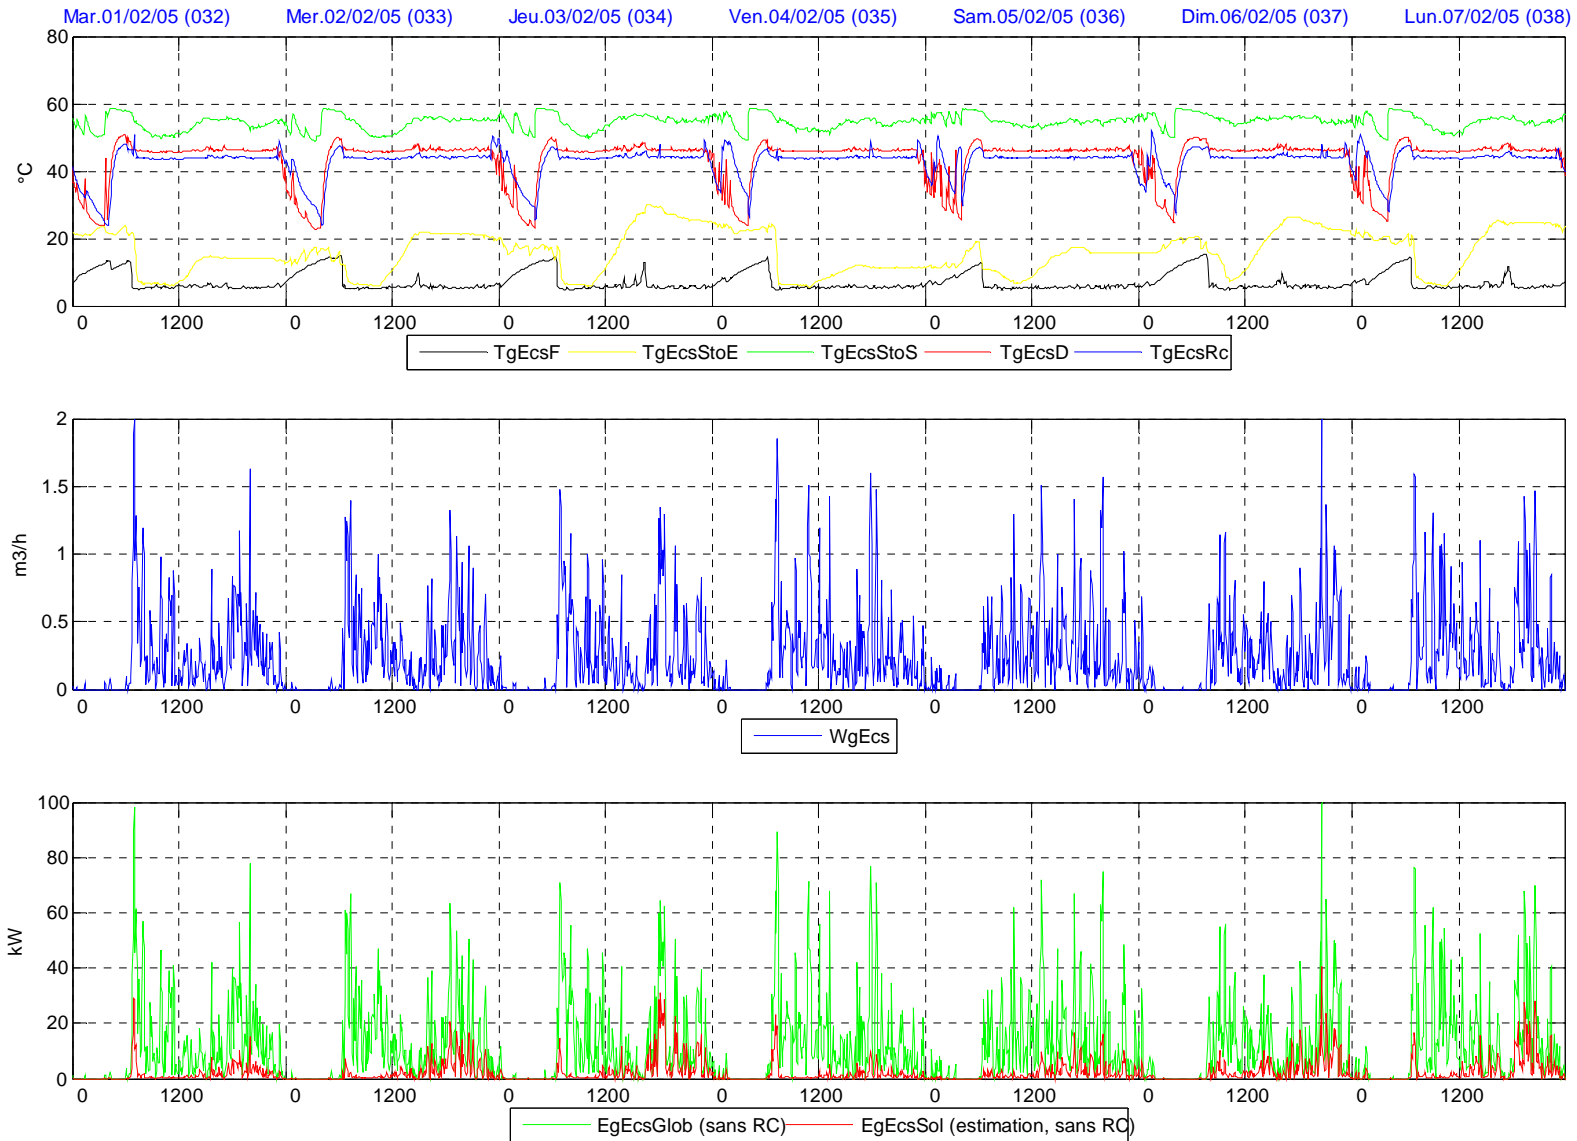 Mar.01/02/05 (032) Mer.02/02/05 (033) Jeu.03/02/05 (034) Ven.04/02/05 (035) Sam.05/02/05 (036) Dim.06/02/05 (037) Lun.07/02/05 (038)
80
60
40
20
0
°C
0 1200 0 1200 0 1200 0 1200 0 1200 0 1200 0 1200
TgEcsF TgEcsStoE TgEcsStoS TgEcsD TgEcsRc
2
1.5
1
0.5
0
m3/h
0 1200 0 1200 0 1200 0 1200 0 1200 0 1200 0 1200
WgEcs
100
80
60
40
20
0
kW
0 1200 0 1200 0 1200 0 1200 0 1200 0 1200 0 1200
EgEcsGlob (sans RC) EgEcsSol (estimation, sans RC)